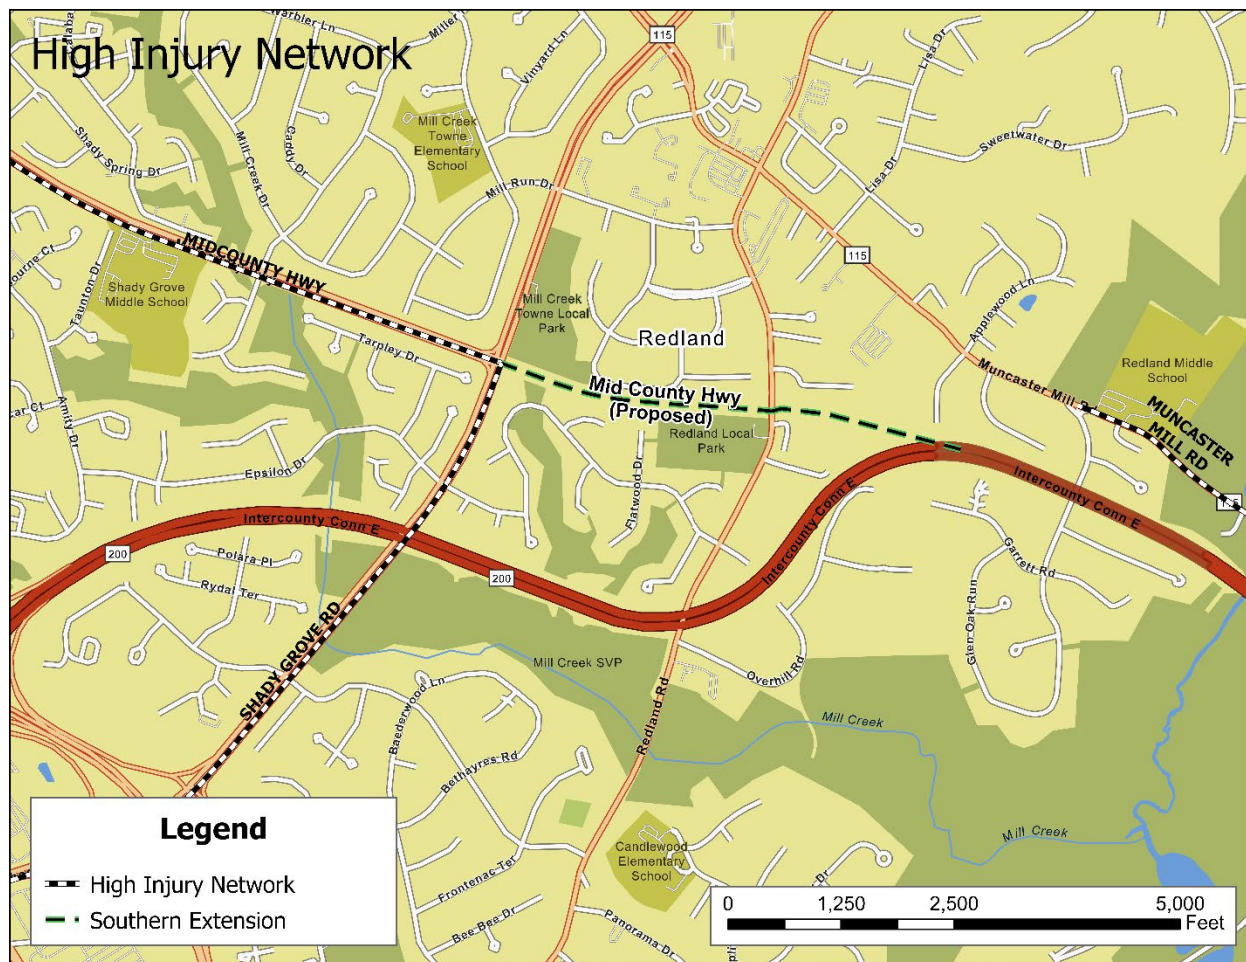 High Injury Network
Warbler Ln
Miller
Vinyard Ln
115
Lisa Dr
Shady Spring Dr
Mill Creek Dr
Caddy Dr
Mill Creek
Towne
Elementary
School
Sweetwater Dr
Lisa Dr
Mill Run Dr
MIDCOUNTY HWY
115
Taunton Dr
Shady Grove
Middle School
Mill Creek
Towne Local
Park
Applewood Ln
Tarpley Dr
Redland
Redland Middle
School
Muncaster Mill
MUNCASTER
MILL RD
Mid County Hwy
(Proposed)
Redland Local
Park
Amity Dr
Epsilon Dr
Flatwood Dr
Intercounty Conn E
Intercounty Conn E
Intercounty Conn E
200
Polara Pl
200
Rydal Ter
Garrett Rd
Glen Oak Run
SHADY GROVE RD
Mill Creek SVP
Overhill Rd
Baederwood Ln
Redland Rd
Mill Creek
Bethayres Rd
Mill Creek
Candlewood
Elementary
School
Frontenac Ter
Bee Bee Dr
Panorama Dr
Legend
High Injury Network
Southern Extension
0 1,250 2,500 5,000
Feet